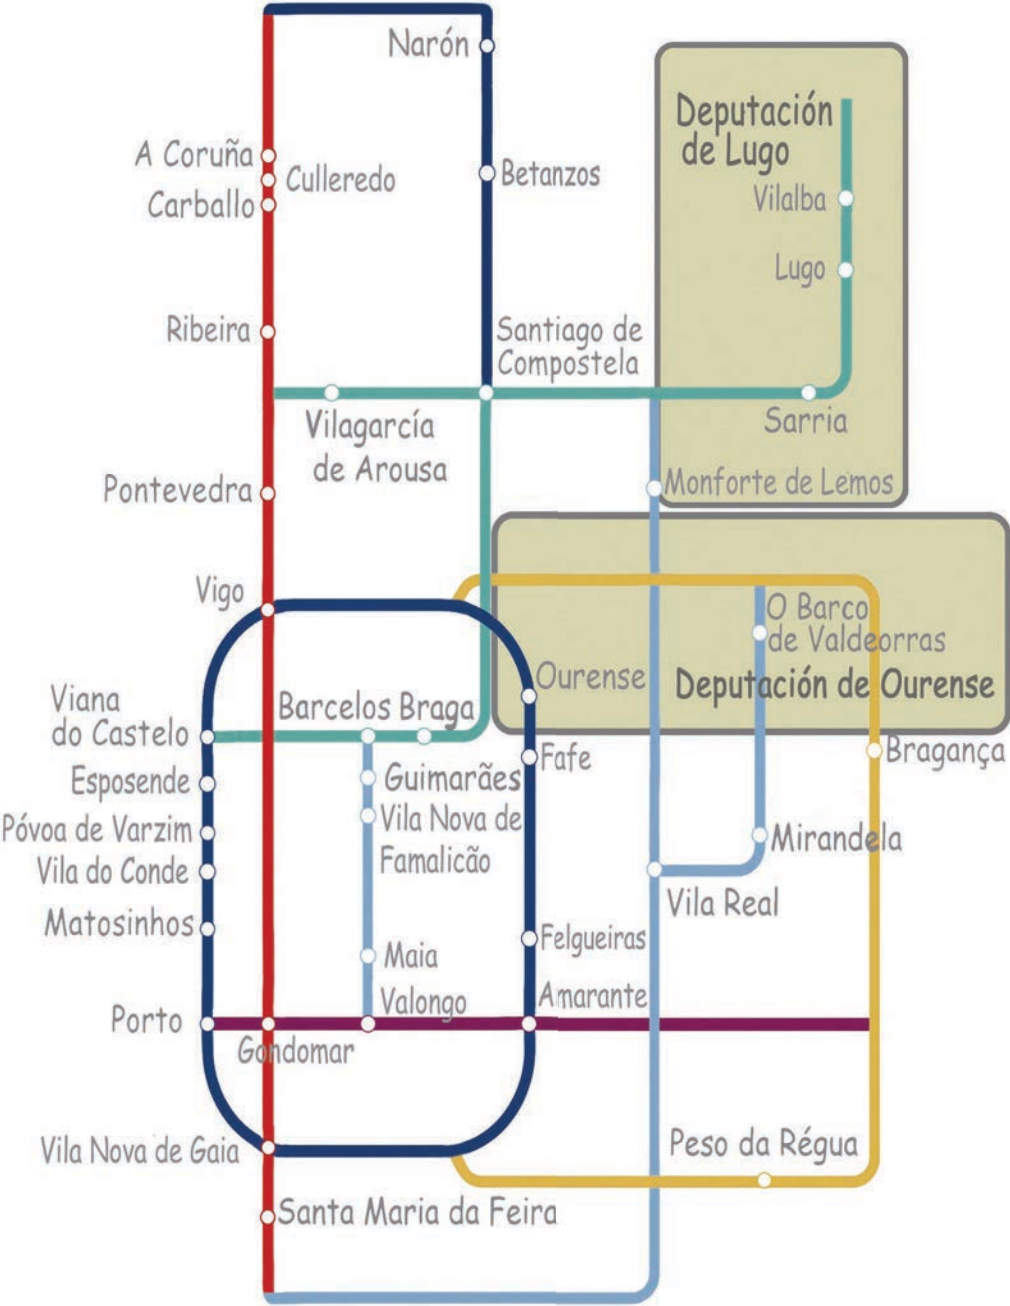 Narón
Deputación
de Lugo
A Coruña
Culleredo
Betanzos
Carballo
Vilalba
Lugo
Ribeira
Santiago de
Compostela
Vilagarcía
de Arousa
Sarria
Pontevedra
Monforte de Lemos
Vigo
O Barco
de Valdeorras
Ourense
Deputación de Ourense
Viana
do Castelo
Barcelos
Braga
Fafe
Bragança
Esposende
Guimarães
Póvoa de Varzim
Vila Nova de
Famalicão
Mirandela
Vila do Conde
Vila Real
Matosinhos
Felgueiras
Maia
Valongo
Amarante
Porto
Gondomar
Vila Nova de Gaia
Peso da Régua
Santa Maria da Feira